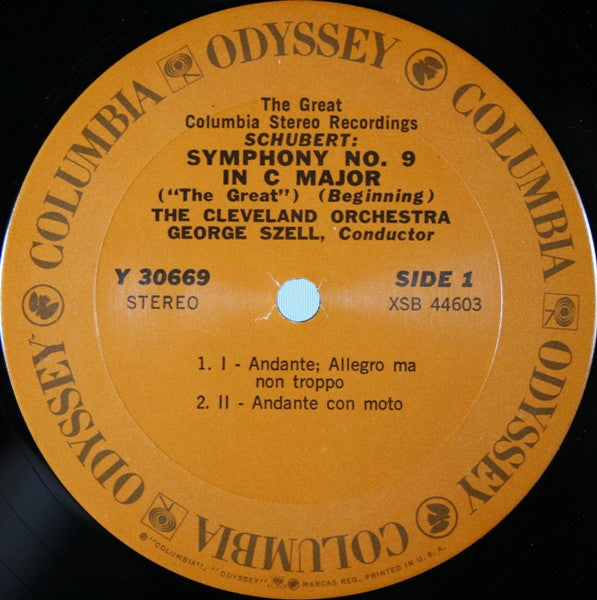 COLUMBIA ODYSSEY COLUMBIA ODYSSEY COLUMBIA ODYSSEY
The Great
Columbia Stereo Recordings
SCHUBERT:
SYMPHONY NO. 9
IN C MAJOR
("The Great") (Beginning)
THE CLEVELAND ORCHESTRA
GEORGE SZELL, Conductor
Y 30669 SIDE 1
STEREO XSB 44603
1. I - Andante; Allegro ma
non troppo
2. II - Andante con moto
®"COLUMBIA", "ODYSSEY" MARCAS REG. PRINTED IN U.S.A.